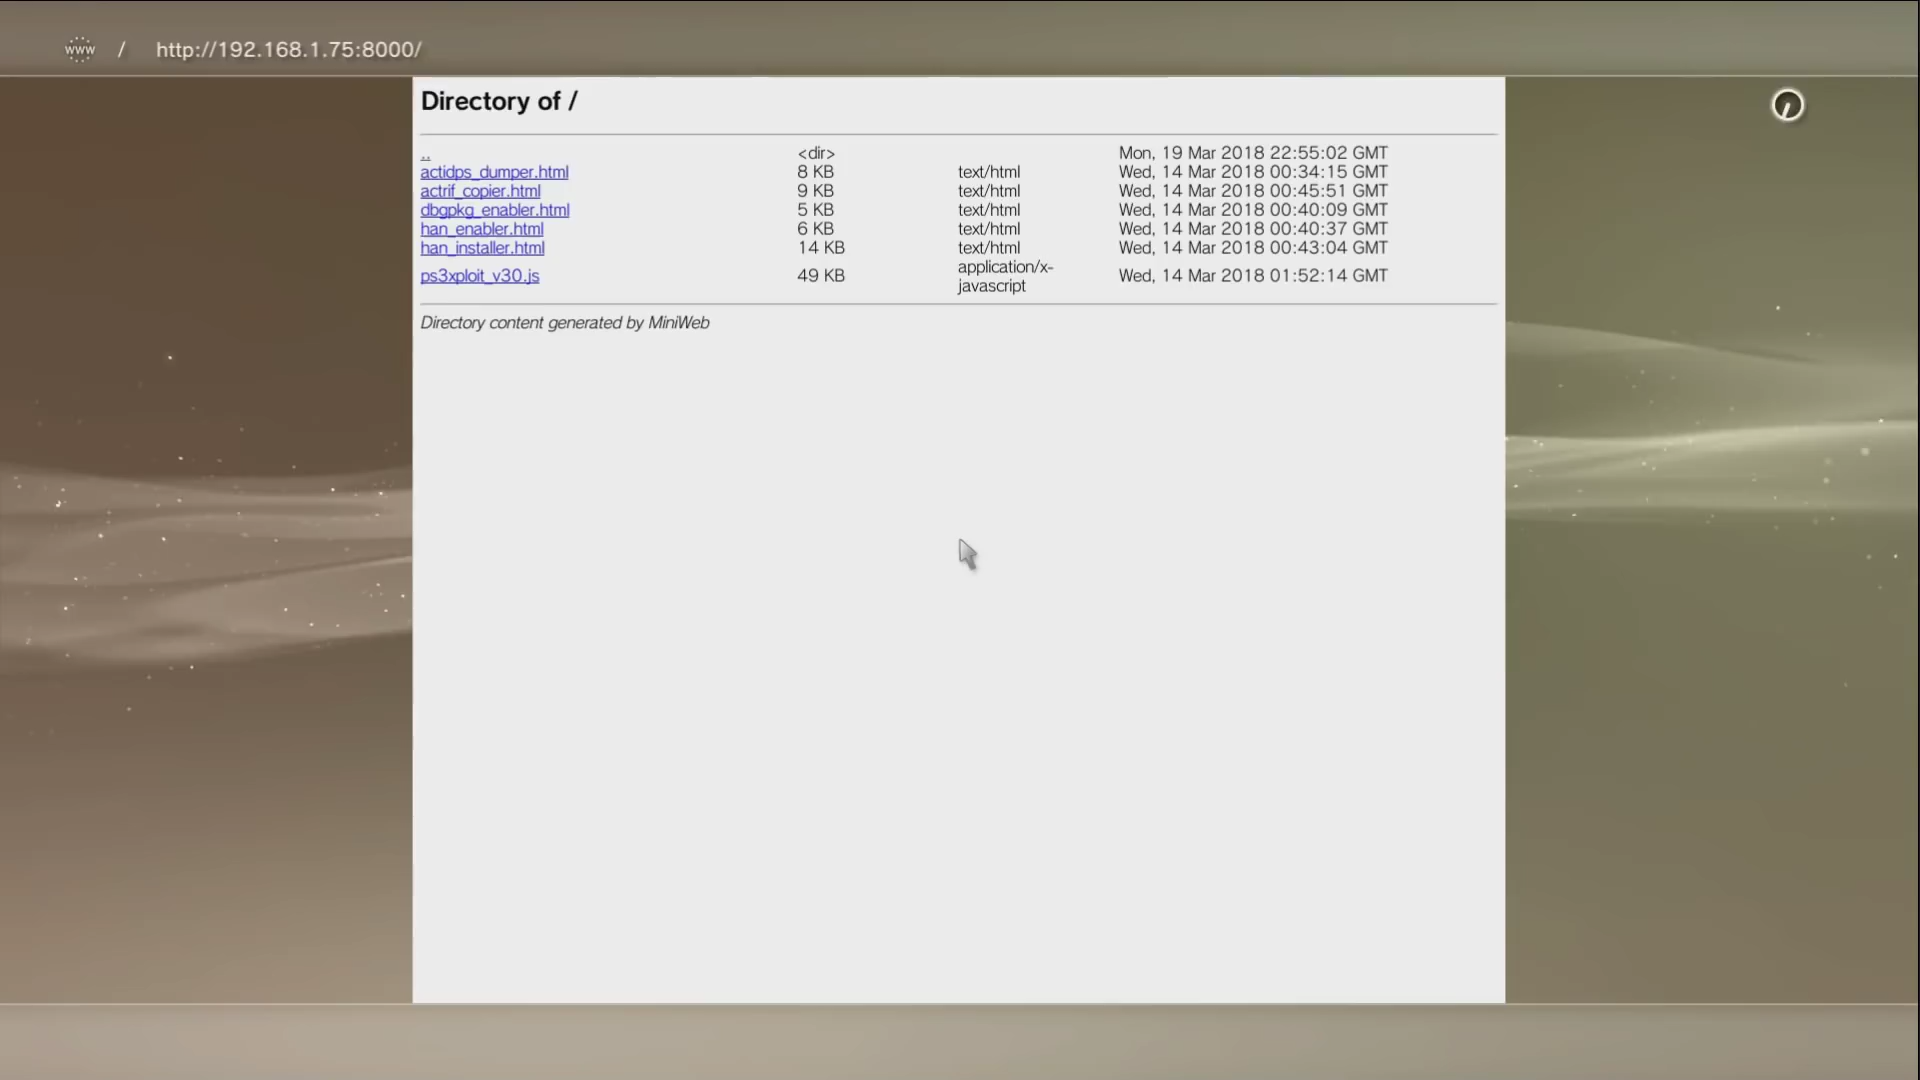 www / http://192.168.1.75:8000/
Directory of /
.. <dir> Mon, 19 Mar 2018 22:55:02 GMT
actidps_dumper.html 8 KB text/html Wed, 14 Mar 2018 00:34:15 GMT
actrif_copier.html 9 KB text/html Wed, 14 Mar 2018 00:45:51 GMT
dbgpkg_enabler.html 5 KB text/html Wed, 14 Mar 2018 00:40:09 GMT
han_enabler.html 6 KB text/html Wed, 14 Mar 2018 00:40:37 GMT
han_installer.html 14 KB text/html Wed, 14 Mar 2018 00:43:04 GMT
ps3xploit_v30.js 49 KB application/x-
javascript Wed, 14 Mar 2018 01:52:14 GMT
Directory content generated by MiniWeb